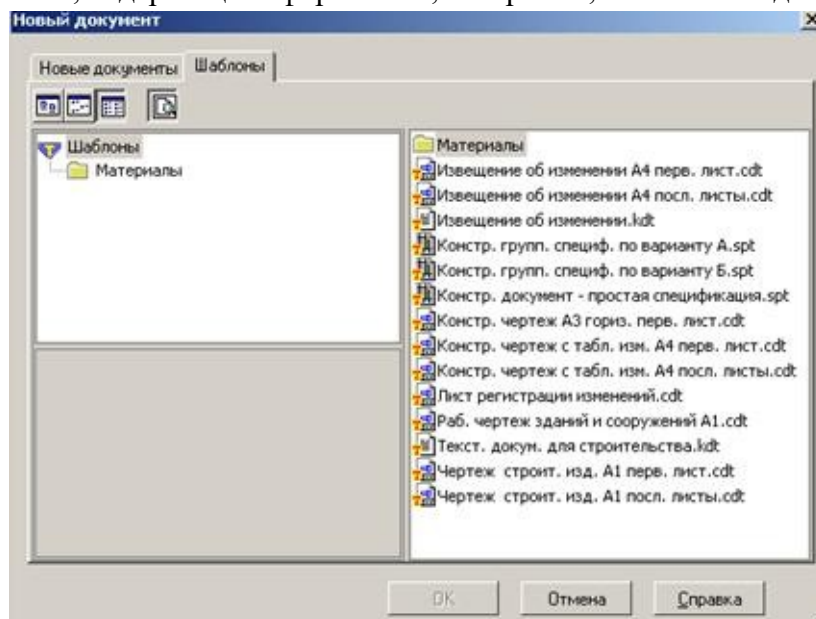 Новый документ
Новые документы
Шаблоны
Шаблоны
Материалы
Материалы
Извещение об изменении А4 перв. лист.cdt
Извещение об изменении А4 посл. листы.cdt
Извещение об изменении.kdt
Констр. групп. специф. по варианту А.spt
Констр. групп. специф. по варианту Б.spt
Констр. документ - простая спецификация.spt
Констр. чертеж А3 гориз. перв. лист.cdt
Констр. чертеж с табл. изм. А4 перв. лист.cdt
Констр. чертеж с табл. изм. А4 посл. листы.cdt
Лист регистрации изменений.cdt
Раб. чертеж зданий и сооружений А1.cdt
Текст. докум. для строительства.kdt
Чертеж строит. изд. А1 перв. лист.cdt
Чертеж строит. изд. А1 посл. листы.cdt
OK
Отмена
Справка